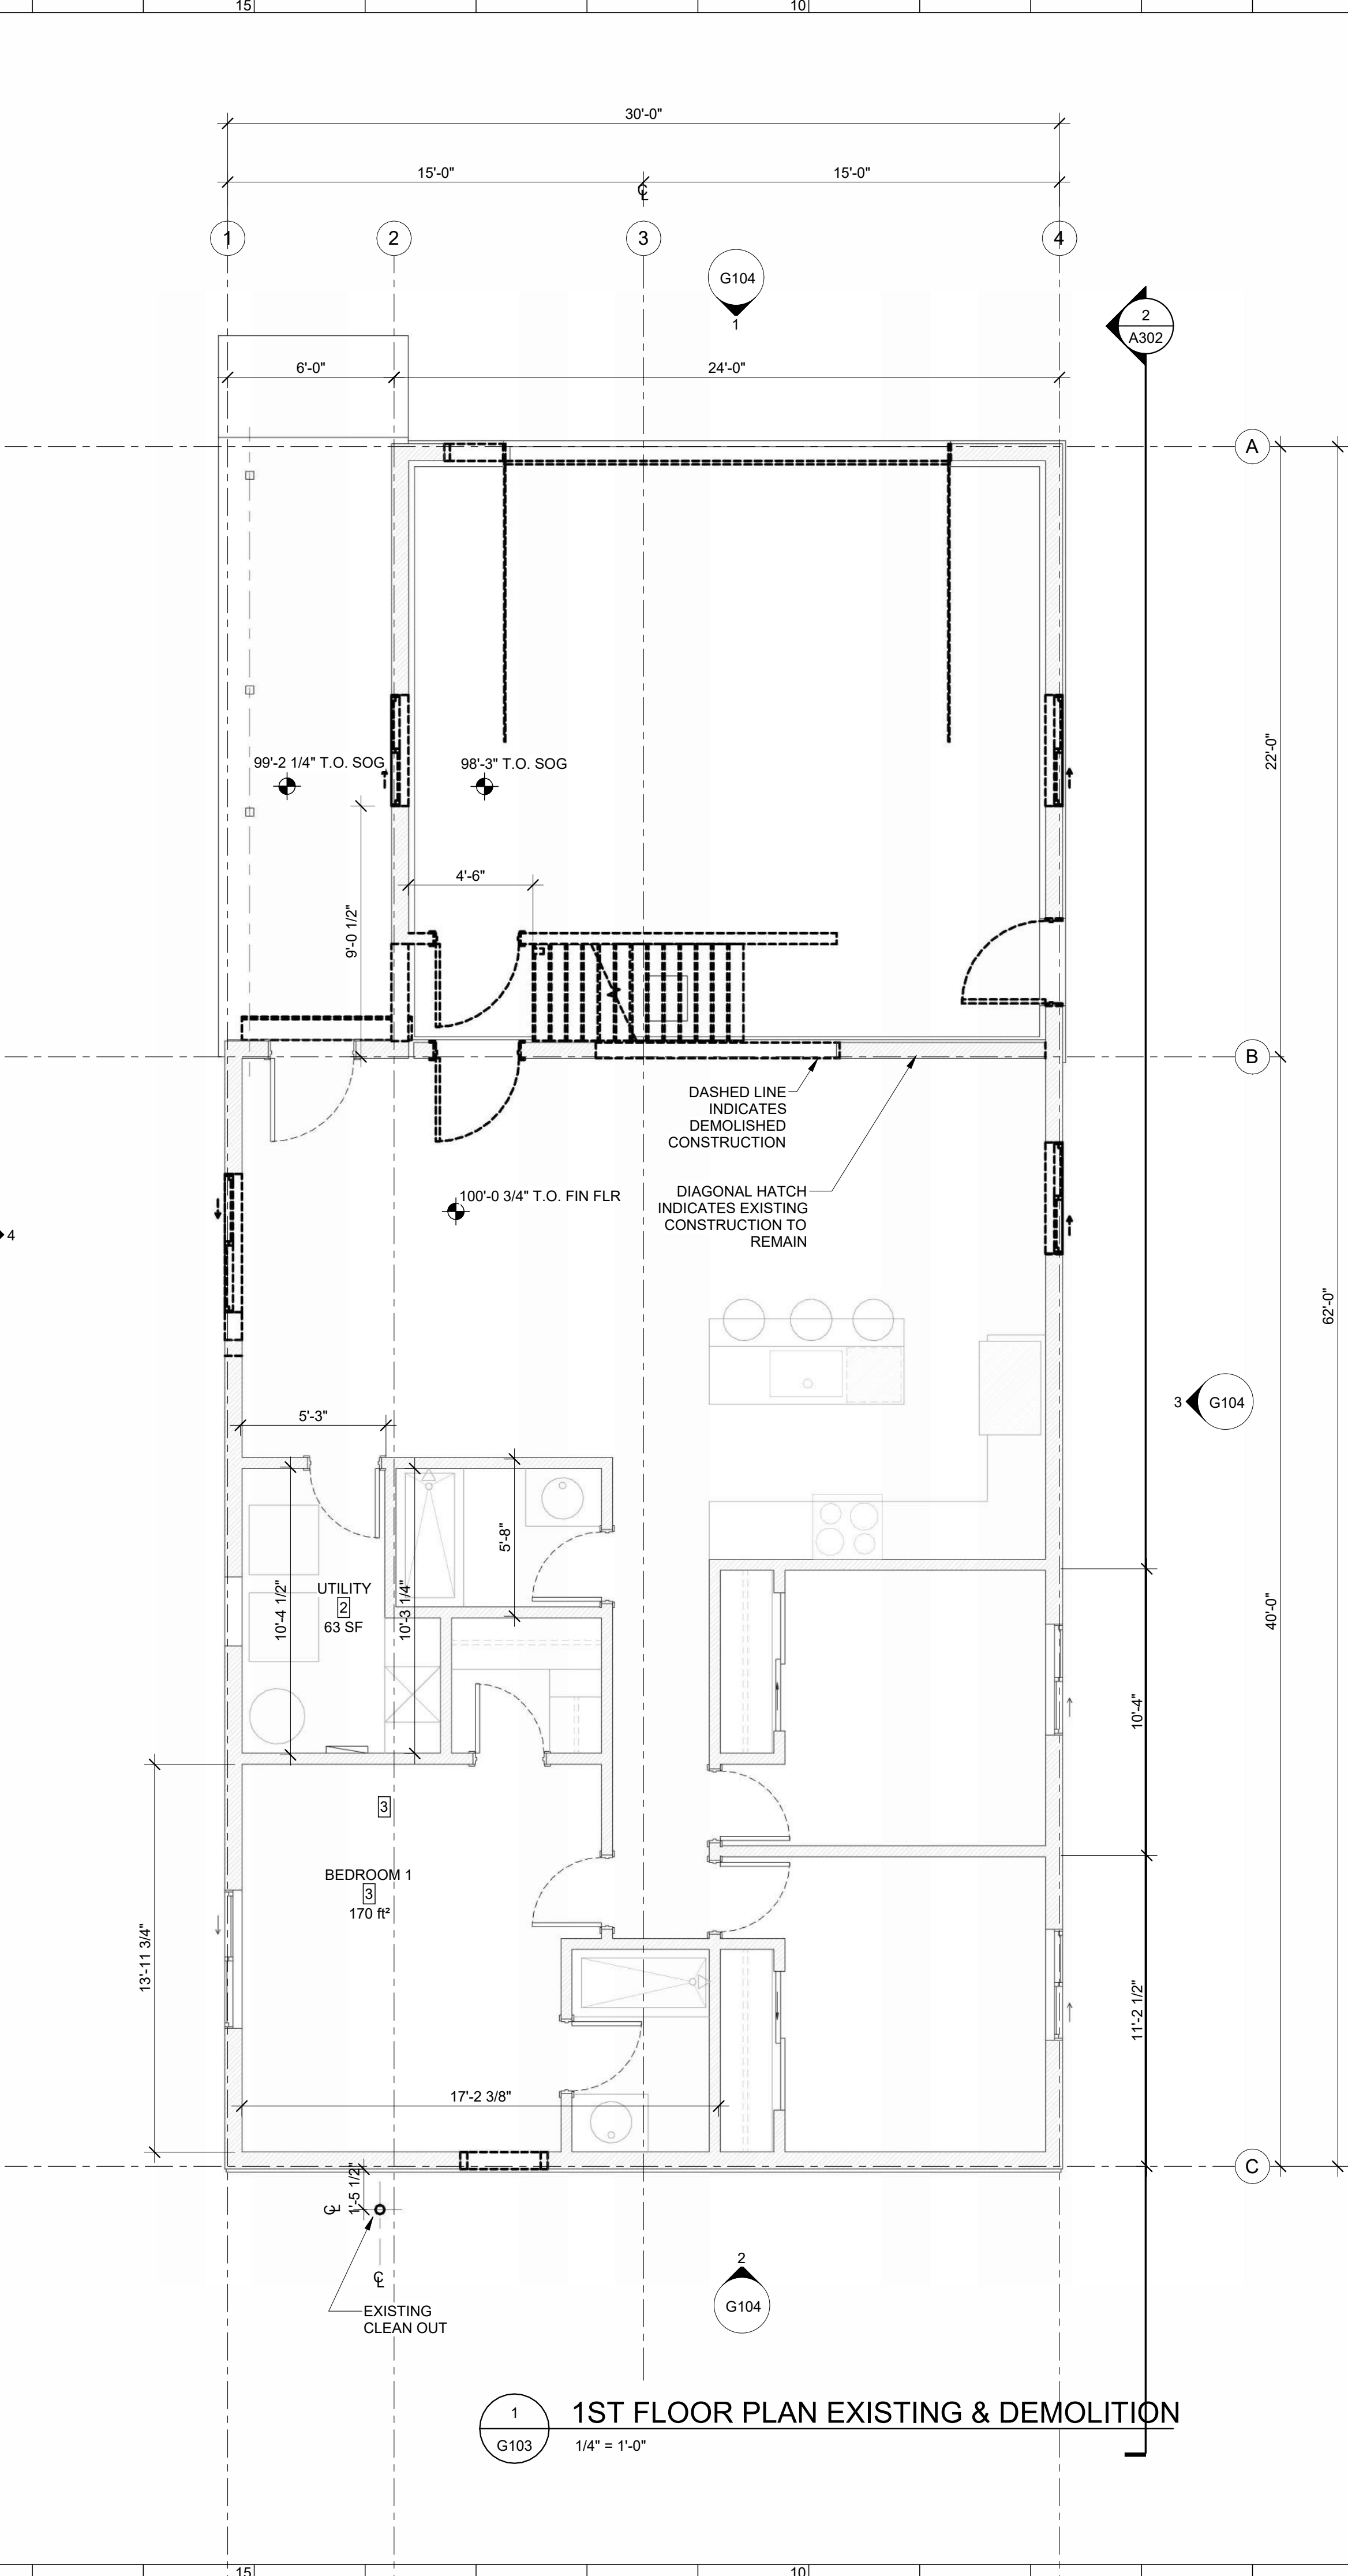 15
10
30'-0"
15'-0"
15'-0"
℄
1
2
3
4
G104
1
2
A302
6'-0"
24'-0"
A
99'-2 1/4" T.O. SOG
98'-3" T.O. SOG
22'-0"
4'-6"
9'-0 1/2"
B
DASHED LINE
INDICATES
DEMOLISHED
CONSTRUCTION
DIAGONAL HATCH
INDICATES EXISTING
CONSTRUCTION TO
REMAIN
100'-0 3/4" T.O. FIN FLR
4
62'-0"
3
G104
5'-3"
5'-8"
UTILITY
2
63 SF
10'-4 1/2"
10'-3 1/4"
40'-0"
10'-4"
3
BEDROOM 1
3
170 ft²
13'-11 3/4"
11'-2 1/2"
17'-2 3/8"
C
1'-5 1/2"
℄
℄
EXISTING
CLEAN OUT
2
G104
1
G103
1ST FLOOR PLAN EXISTING & DEMOLITION
1/4" = 1'-0"
15
10